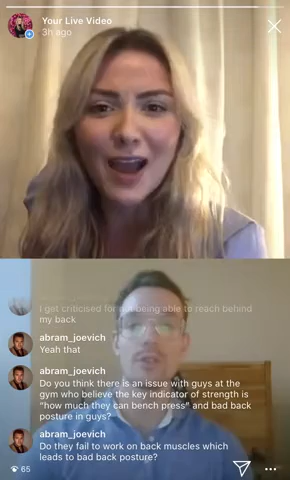 Your Live Video
3h ago
I get criticised for not being able to reach behind
my back
abram_joevich
Yeah that
abram_joevich
Do you think there is an issue with guys at the
gym who believe the key indicator of strength is
“how much they can bench press” and bad back
posture in guys?
abram_joevich
Do they fail to work on back muscles which
leads to bad back posture?
65